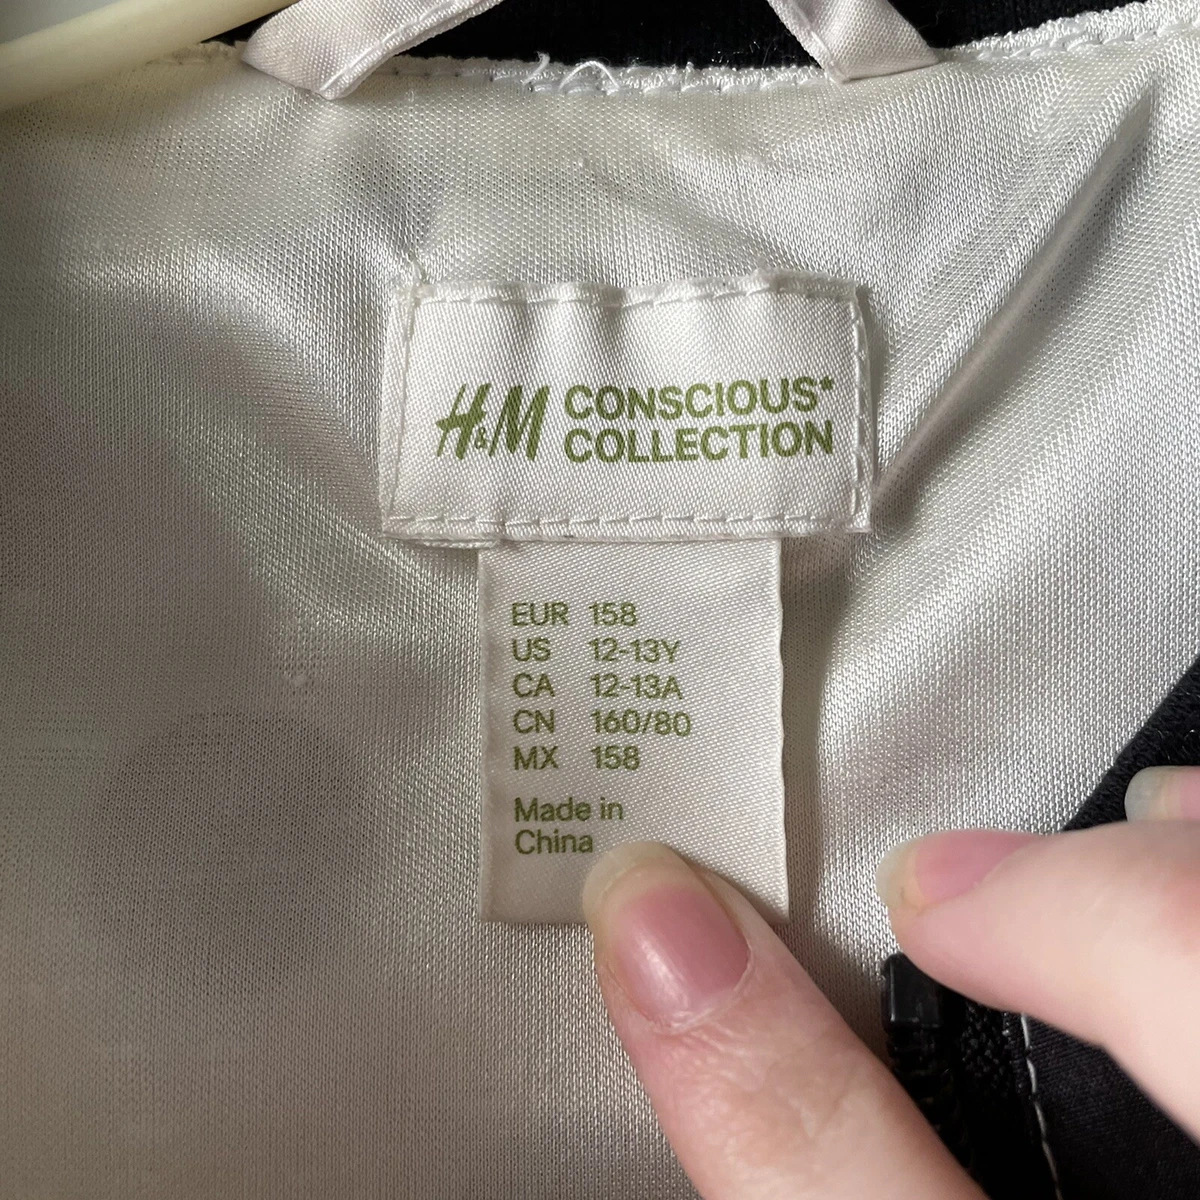 H&M CONSCIOUS*
COLLECTION
EUR 158
US 12-13Y
CA 12-13A
CN 160/80
MX 158
Made in
China